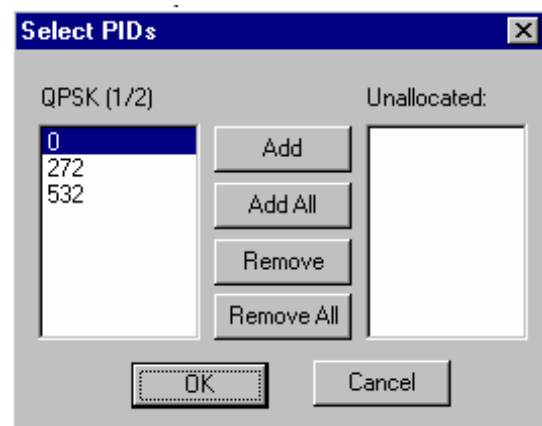 Select PIDs
QPSK (1/2)
Unallocated:
0
272
532
Add
Add All
Remove
Remove All
OK
Cancel